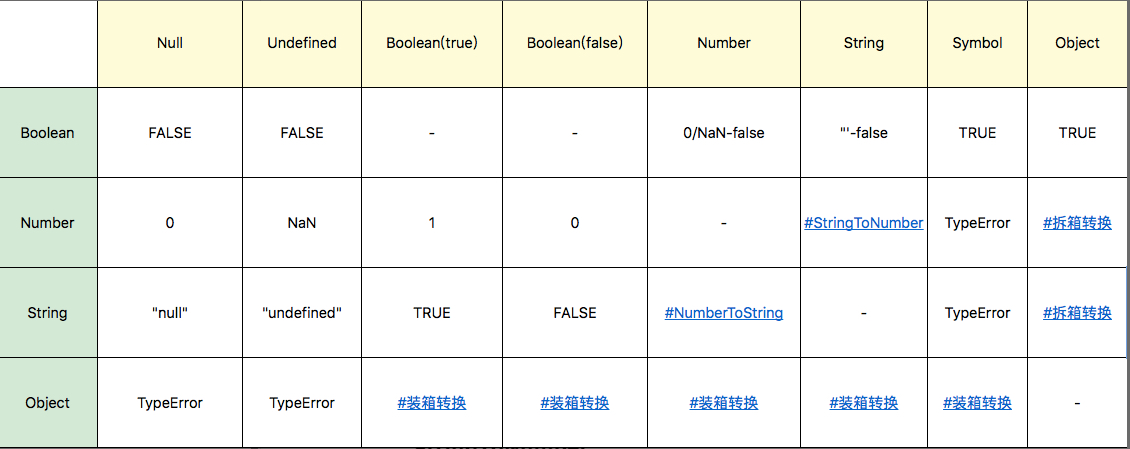 Null Undefined Boolean(true) Boolean(false) Number String Symbol Object
Boolean FALSE FALSE - - 0/NaN-false "'-false TRUE TRUE
Number 0 NaN 1 0 - #StringToNumber TypeError #拆箱转换
String "null" "undefined" TRUE FALSE #NumberToString - TypeError #拆箱转换
Object TypeError TypeError #装箱转换 #装箱转换 #装箱转换 #装箱转换 #装箱转换 -